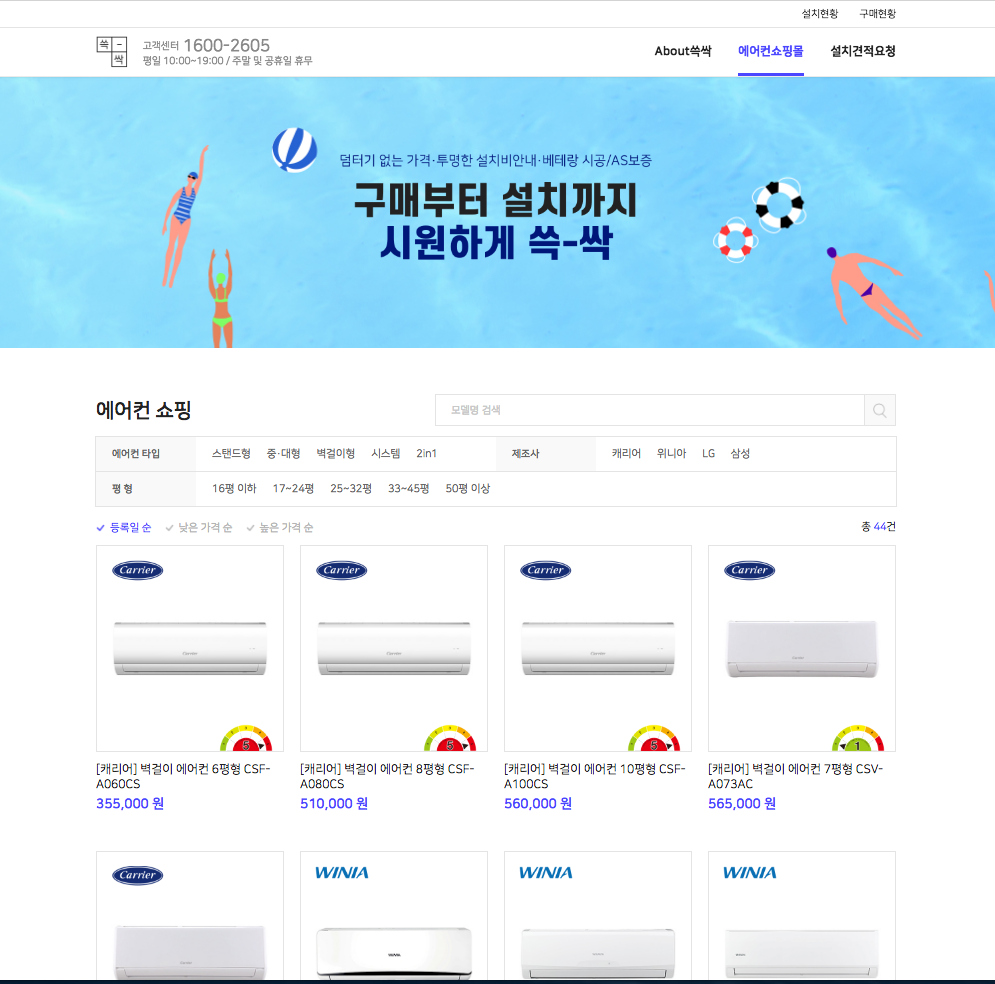 설치현황 구매현황
쓱 -
싹
고객센터 1600-2605
평일 10:00~19:00 / 주말 및 공휴일 휴무
About쓱싹 에어컨쇼핑몰 설치견적요청
덤터기 없는 가격·투명한 설치비안내·베테랑 시공/AS보증
구매부터 설치까지
시원하게 쓱-싹
에어컨 쇼핑
모델명 검색
에어컨 타입 스탠드형 중·대형 벽걸이형 시스템 2in1 제조사 캐리어 위니아 LG 삼성
평 형 16평 이하 17~24평 25~32평 33~45평 50평 이상
등록일 순 낮은 가격 순 높은 가격 순
총 44건
Carrier Carrier Carrier Carrier
5 5 5 1
[캐리어] 벽걸이 에어컨 6평형 CSF-
A060CS
355,000 원
[캐리어] 벽걸이 에어컨 8평형 CSF-
A080CS
510,000 원
[캐리어] 벽걸이 에어컨 10평형 CSF-
A100CS
560,000 원
[캐리어] 벽걸이 에어컨 7평형 CSV-
A073AC
565,000 원
Carrier WINIA WINIA WINIA